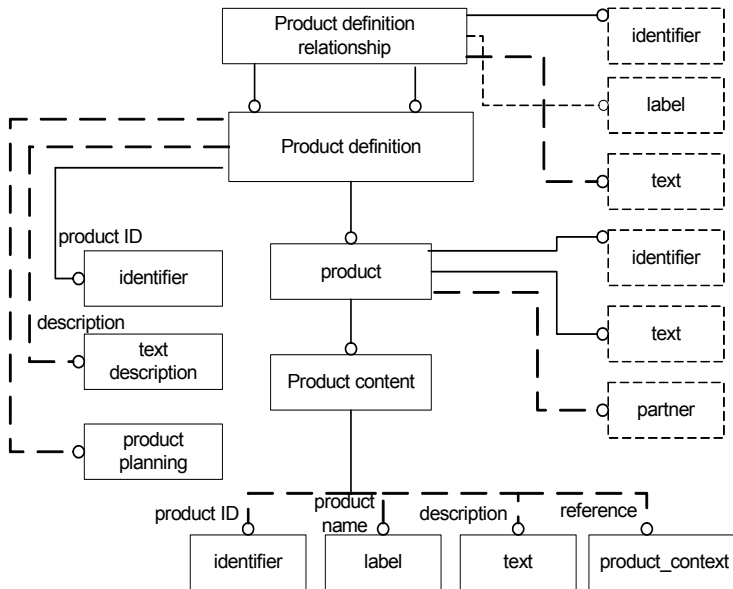 Product definition
relationship
identifier
label
Product definition
text
product ID
identifier
product
identifier
description
text
description
text
Product content
partner
product
planning
product ID
product
name
description
reference
identifier
label
text
product_context